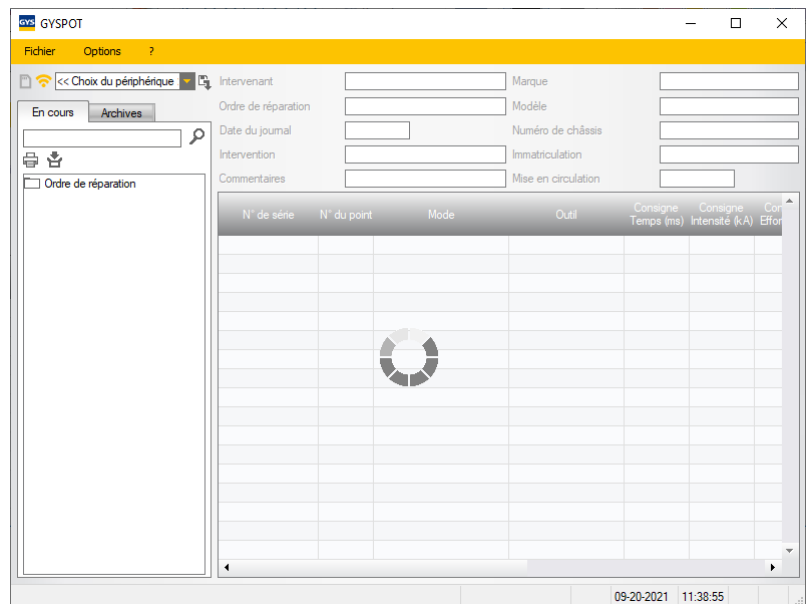 GYS GYSPOT
Fichier Options ?
<< Choix du périphérique
En cours Archives
Ordre de réparation
Intervenant
Ordre de réparation
Date du journal
Intervention
Commentaires
Marque
Modèle
Numéro de châssis
Immatriculation
Mise en circulation
N° de série N° du point Mode Outil Consigne Temps (ms) Consigne Intensité (kA) Con Effor
09-20-2021 11:38:55